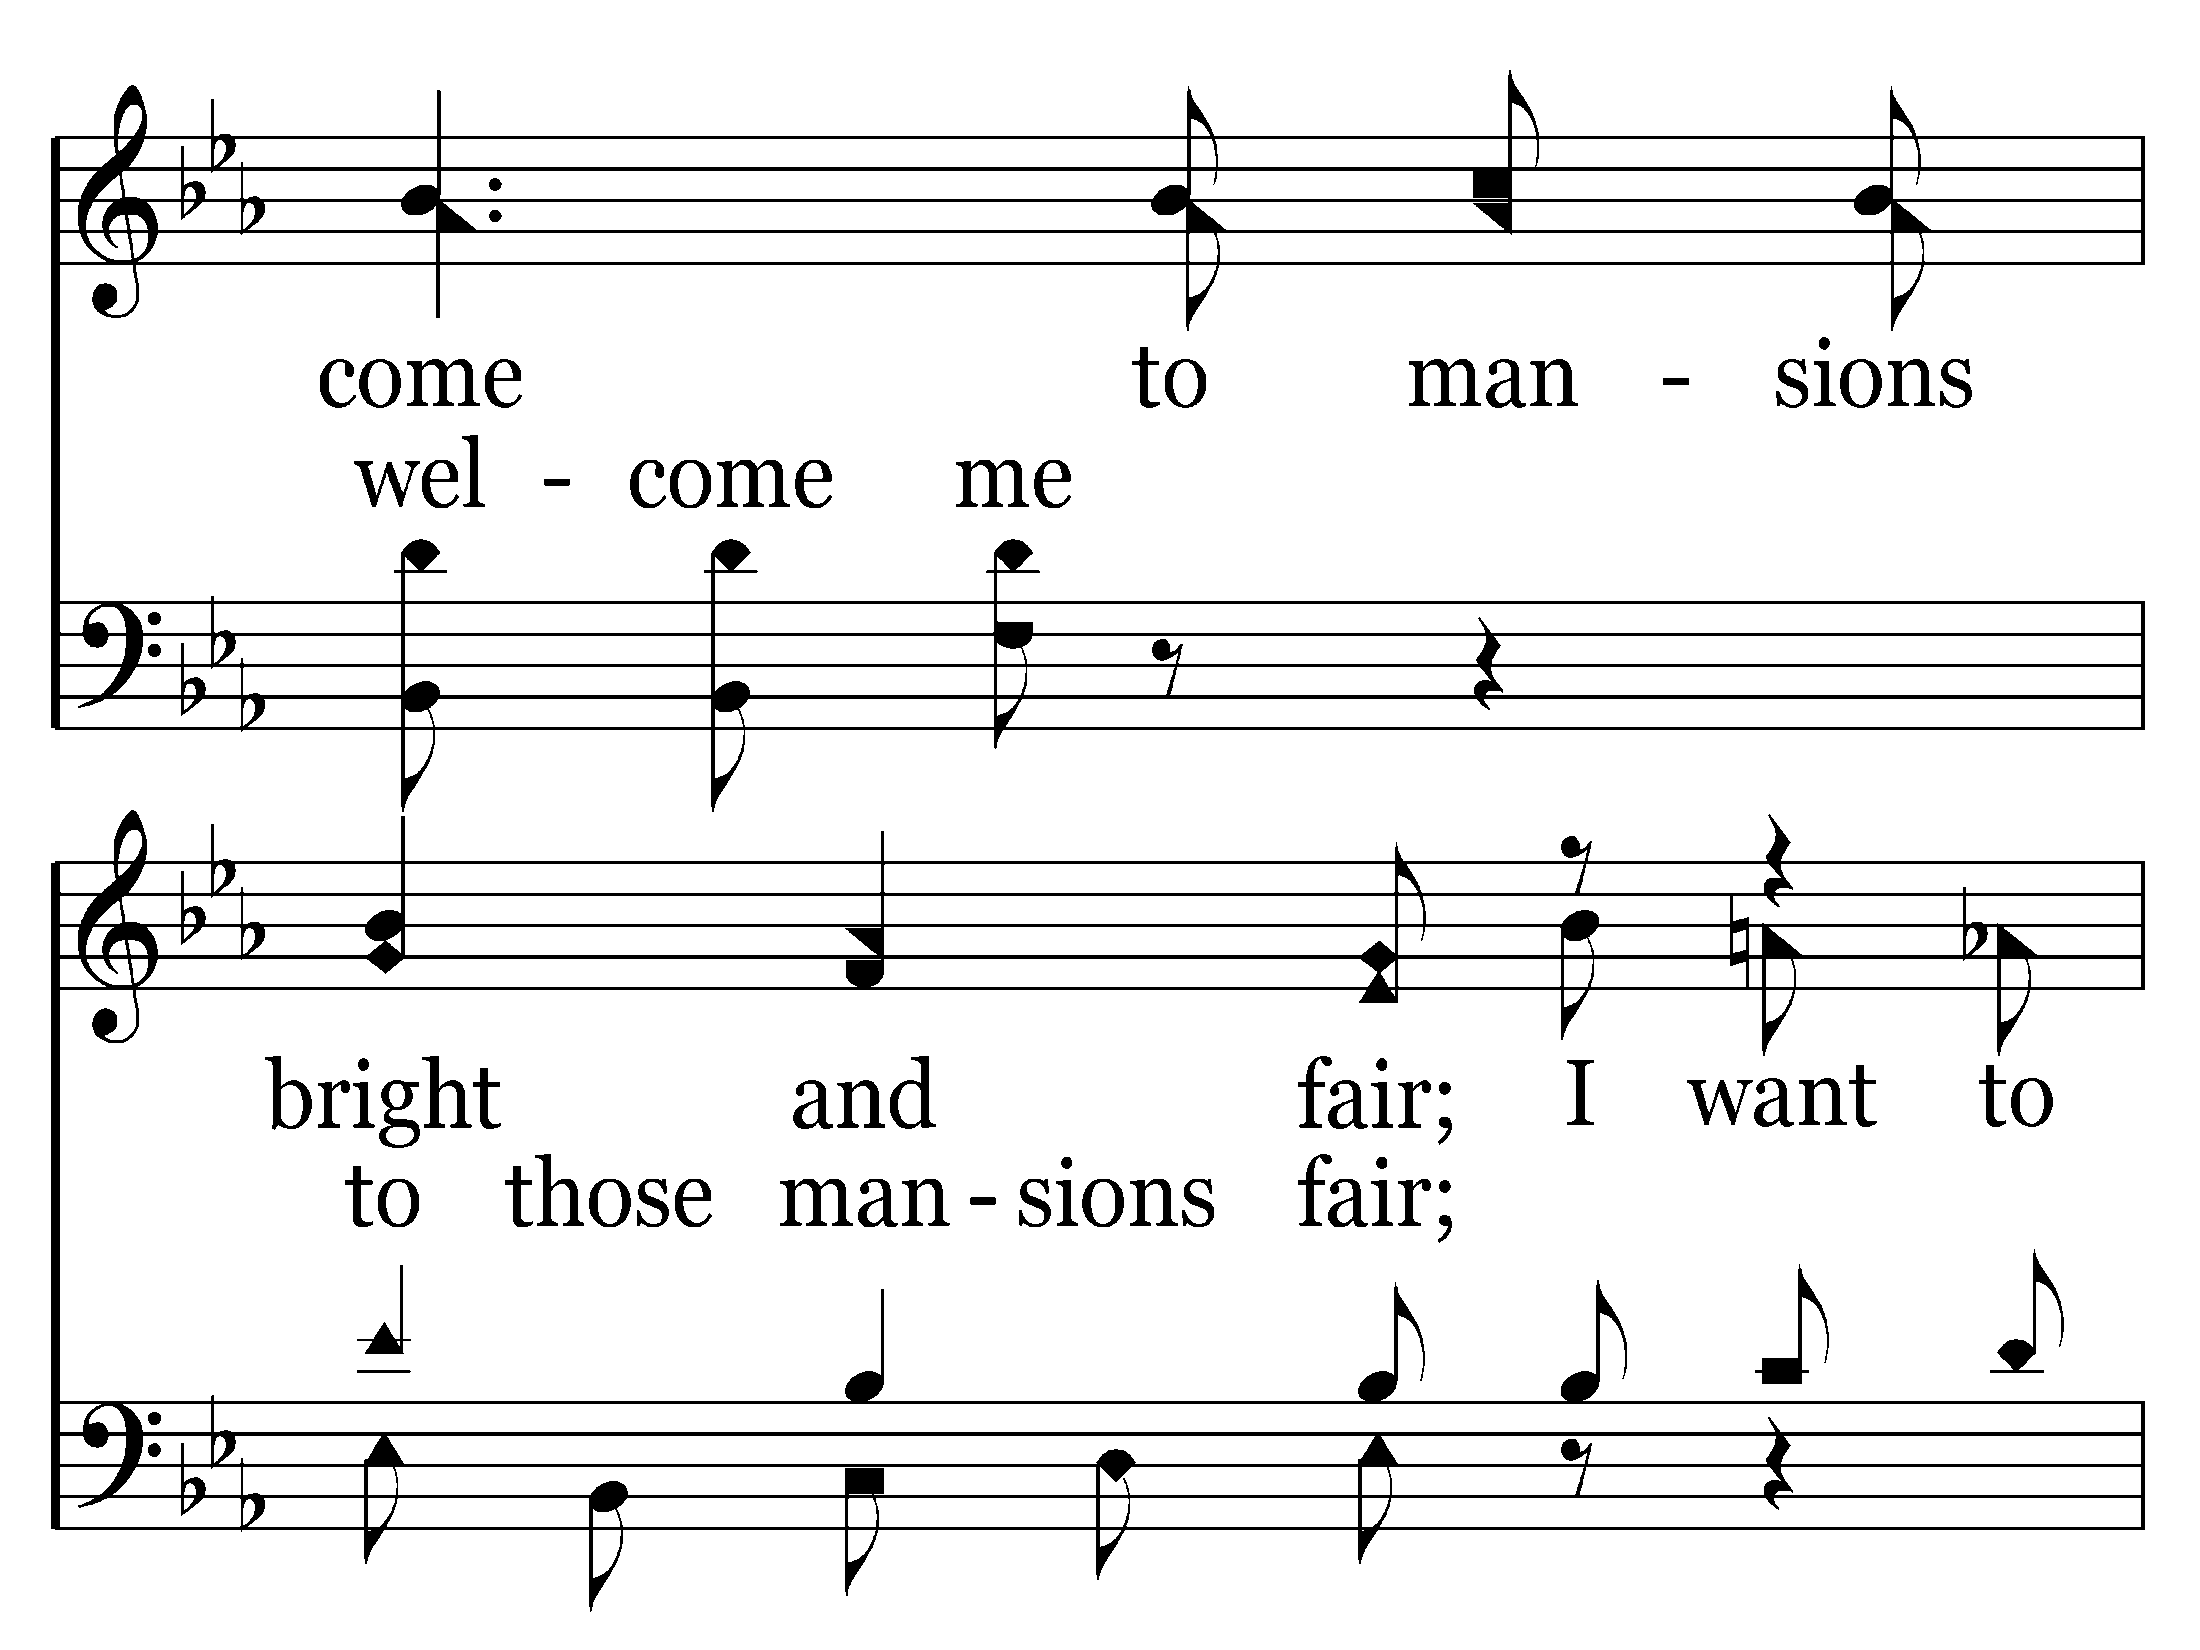 come to man - sions
wel - come me
bright and fair; I want to
to those man - sions fair;